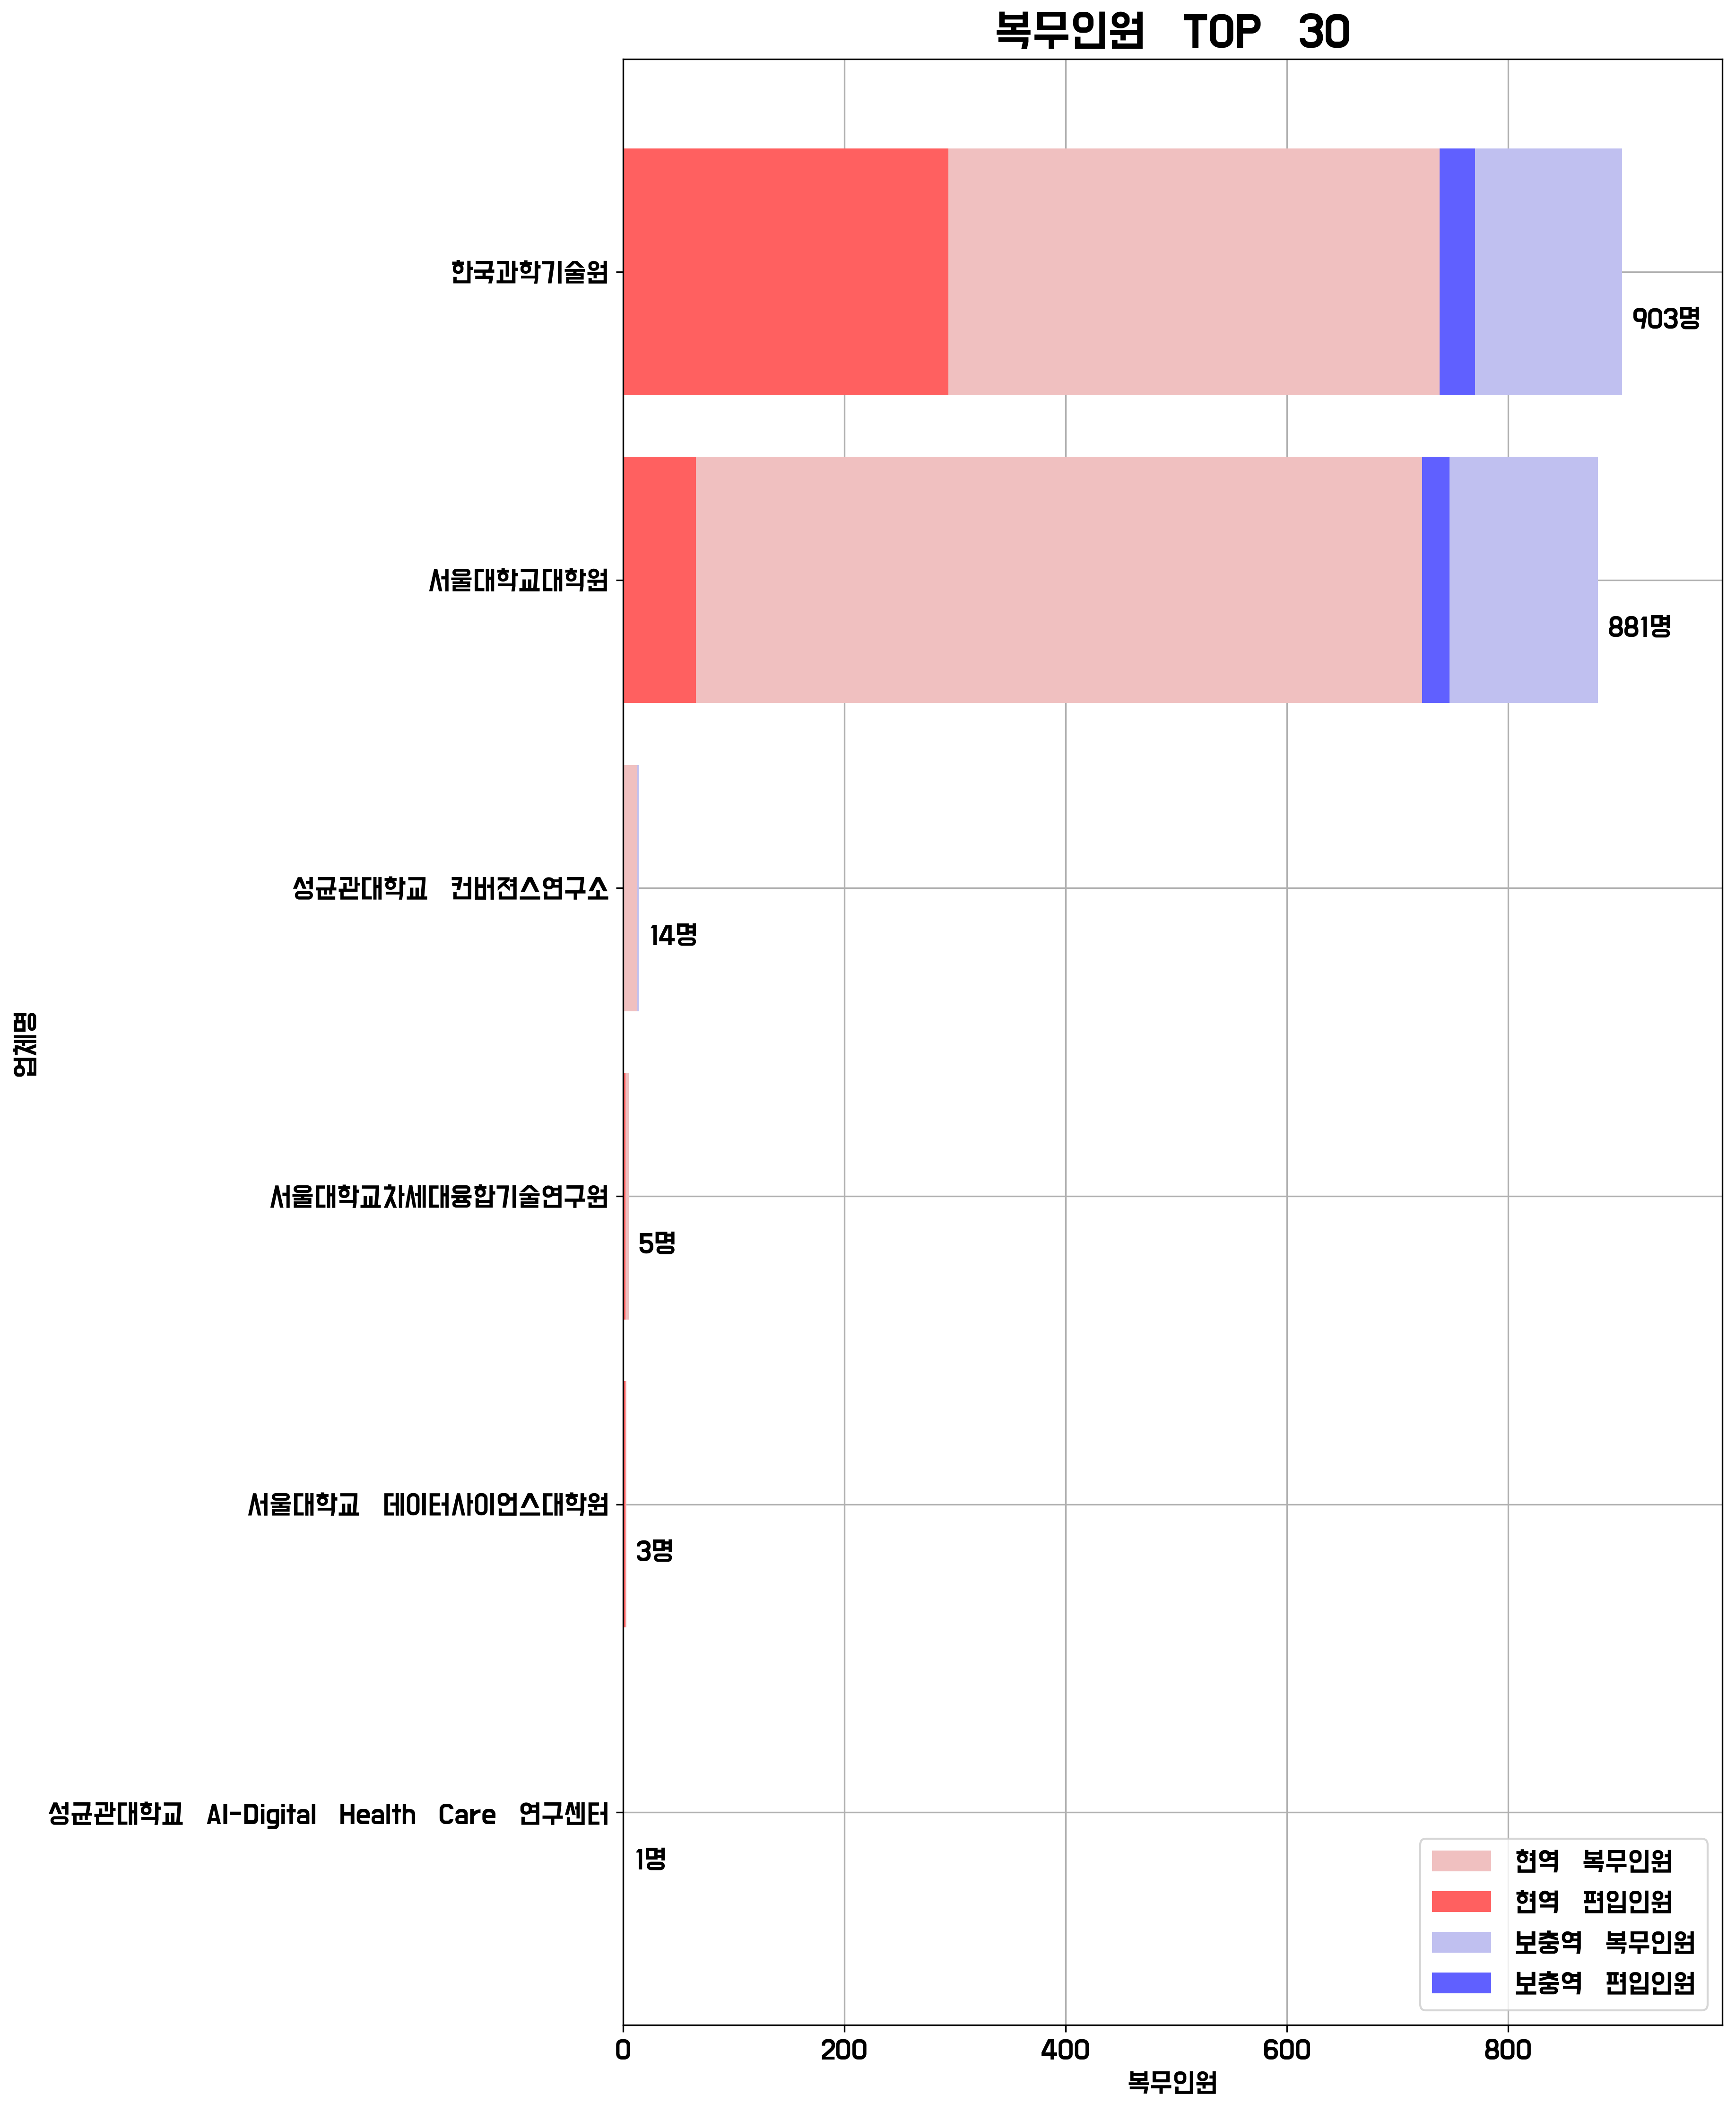 복무인원 TOP 30
한국과학기술원
903명
서울대학교대학원
881명
성균관대학교 컨버젼스연구소
14명
업체명
서울대학교차세대융합기술연구원
5명
서울대학교 데이터사이언스대학원
3명
성균관대학교 AI-Digital Health Care 연구센터
1명
현역 복무인원
현역 편입인원
보충역 복무인원
보충역 편입인원
0 200 400 600 800
복무인원